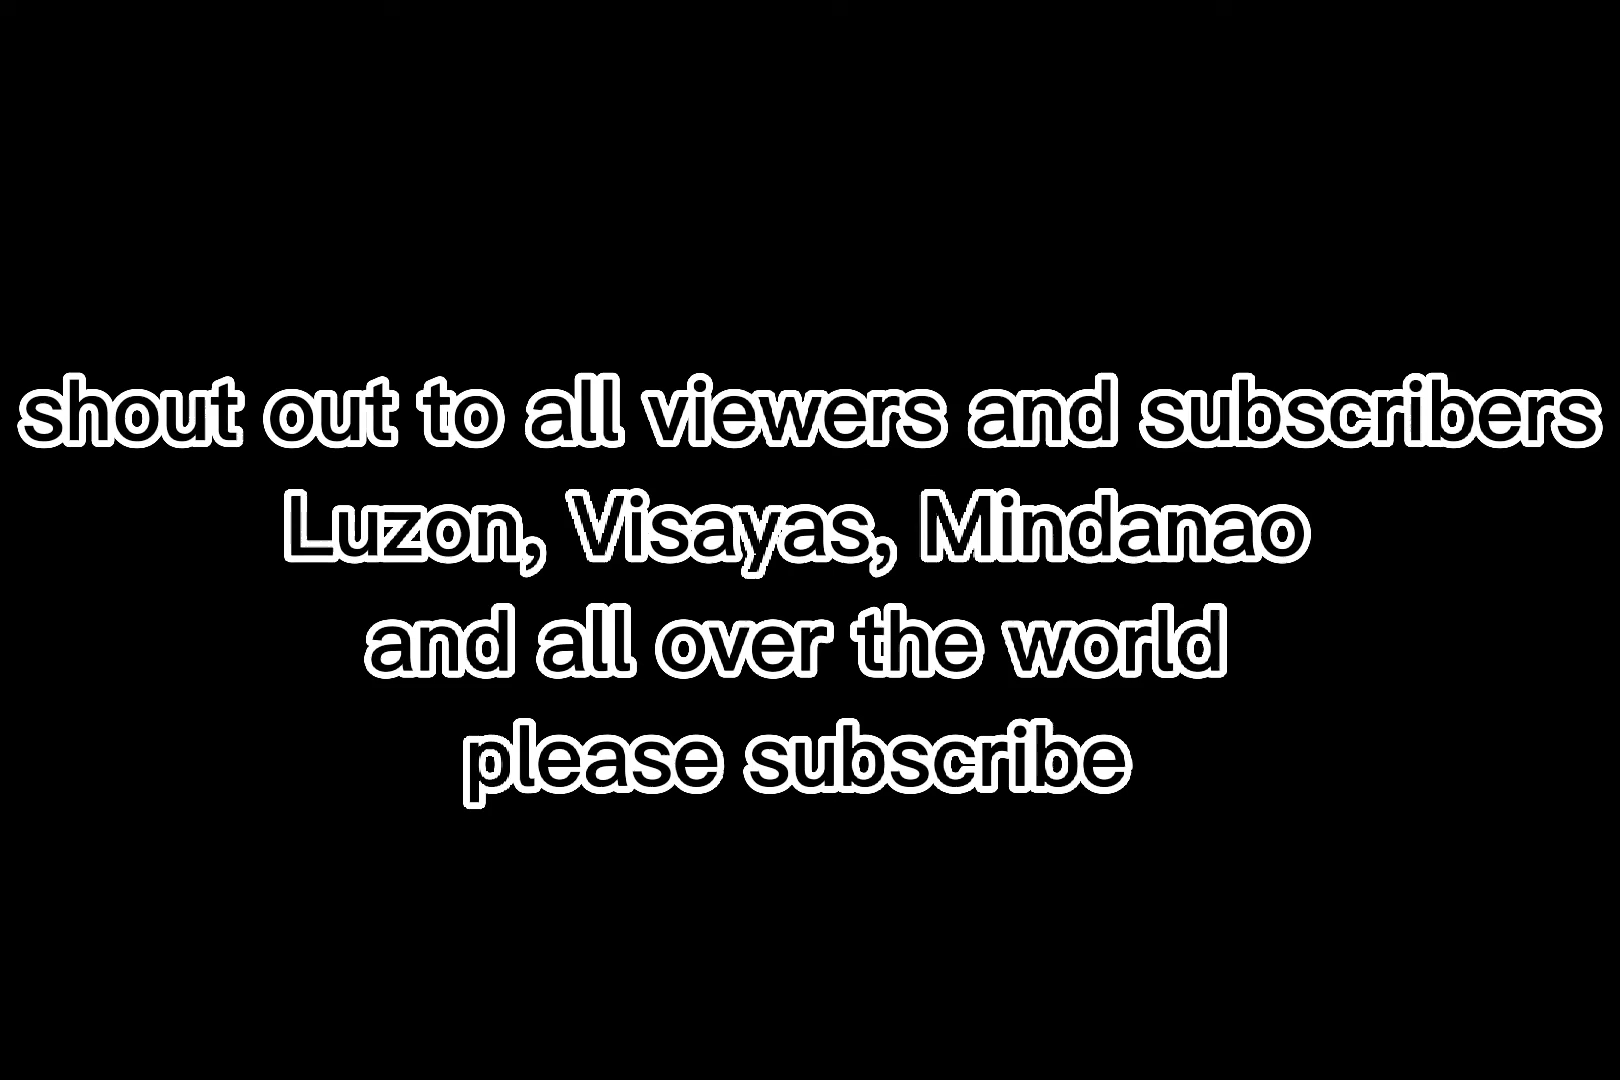 shout out to all viewers and subscribers
Luzon, Visayas, Mindanao
and all over the world
please subscribe